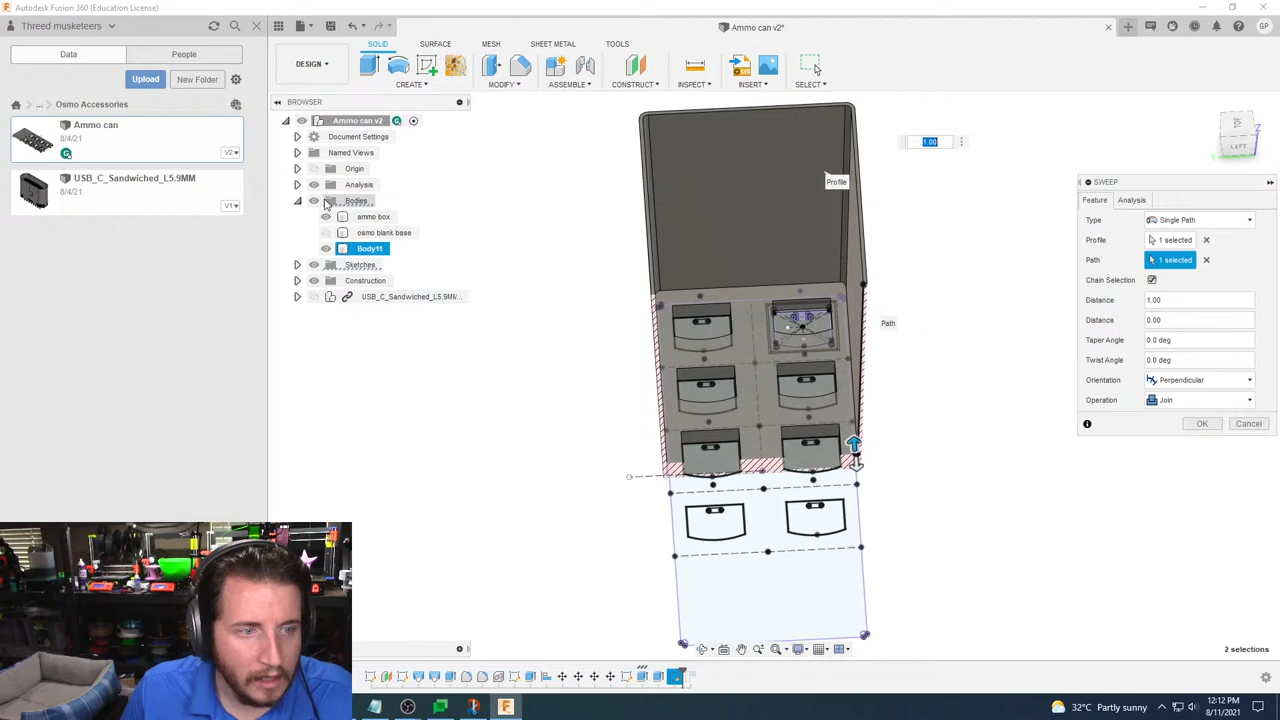 Autodesk Fusion 360 (Education License)
Threed musketeers
Ammo can v2*
GP
Data
People
Upload
New Folder
... Osmo Accessories
Ammo can
8/4/21
G
V2
USB_C_Sandwiched_L5.9MM
8/4/21
V1
SOLID
SURFACE
MESH
SHEET METAL
TOOLS
DESIGN
CREATE
MODIFY
ASSEMBLE
CONSTRUCT
INSPECT
INSERT
SELECT
BROWSER
Ammo can v2
G
Document Settings
Named Views
Origin
Analysis
Bodies
ammo box
osmo blank base
Body11
Sketches
Construction
USB_C_Sandwiched_L5.9MM...
1.00
Profile
Path
LEFT
SWEEP
Feature
Analysis
Type
Single Path
Profile
1 selected
Path
1 selected
Chain Selection
Distance
1.00
Distance
0.00
Taper Angle
0.0 deg
Twist Angle
0.0 deg
Orientation
Perpendicular
Operation
Join
OK
Cancel
2 selections
32°C Partly sunny
12:12 PM
8/11/2021